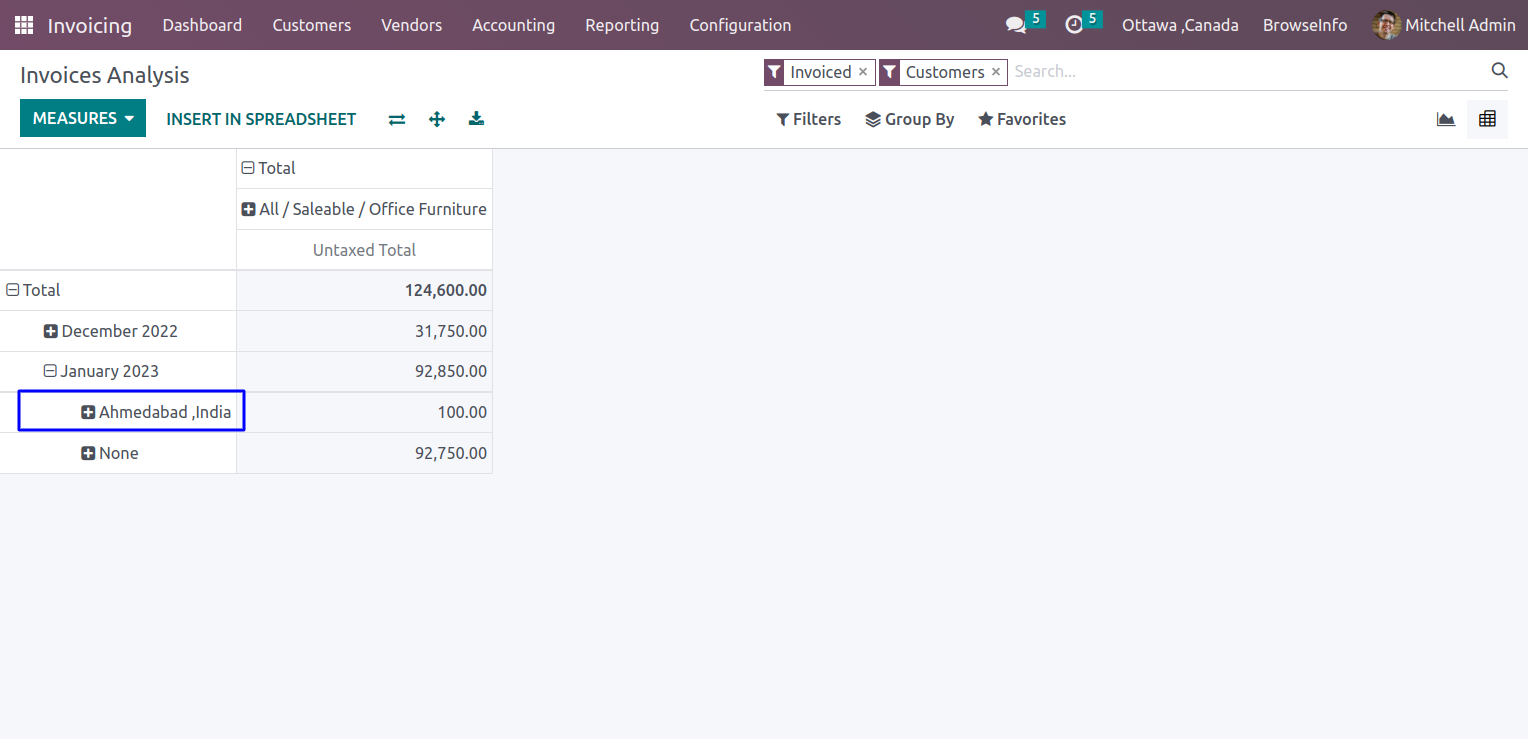 Invoicing Dashboard Customers Vendors Accounting Reporting Configuration 5 5 Ottawa ,Canada BrowseInfo Mitchell Admin
Invoices Analysis
Invoiced × Customers × Search...
MEASURES INSERT IN SPREADSHEET Filters Group By Favorites
Total
All / Saleable / Office Furniture
Untaxed Total
Total 124,600.00
December 2022 31,750.00
January 2023 92,850.00
Ahmedabad ,India 100.00
None 92,750.00